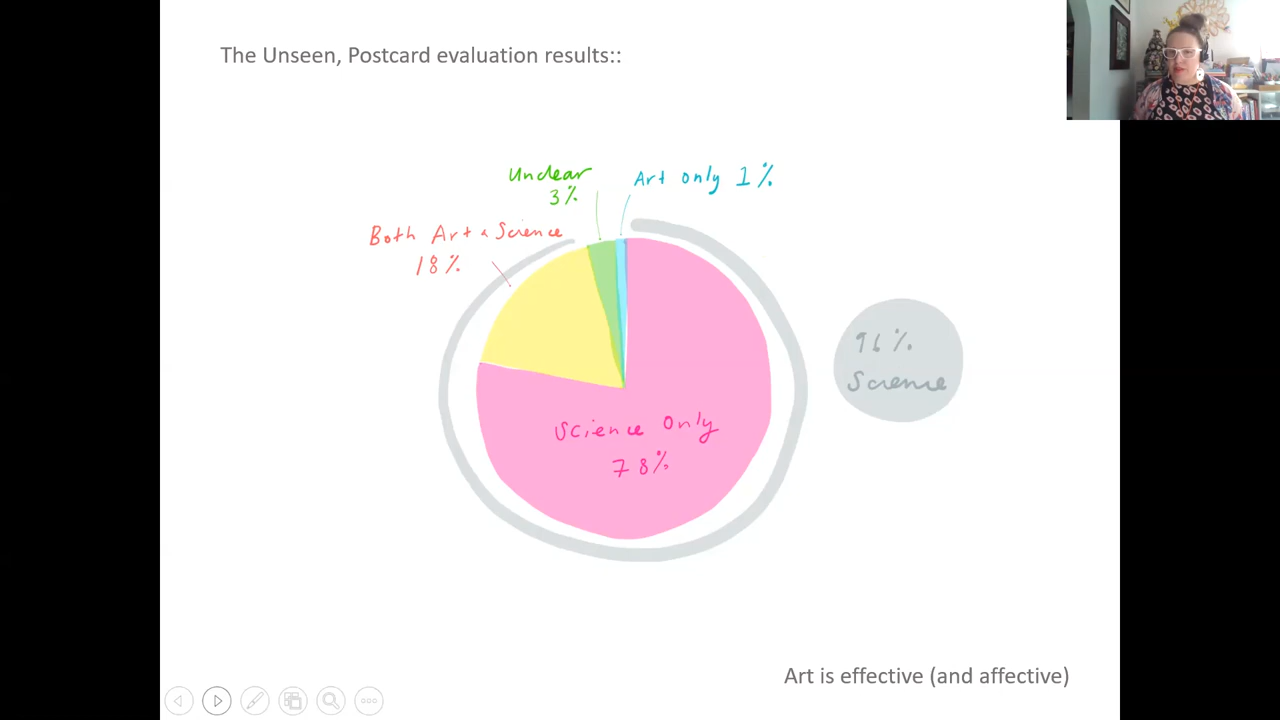 The Unseen, Postcard evaluation results::
Unclear
3%
Art only 1%
Both Art & Science
18%
96%
Science
Science Only
78%
Art is effective (and affective)